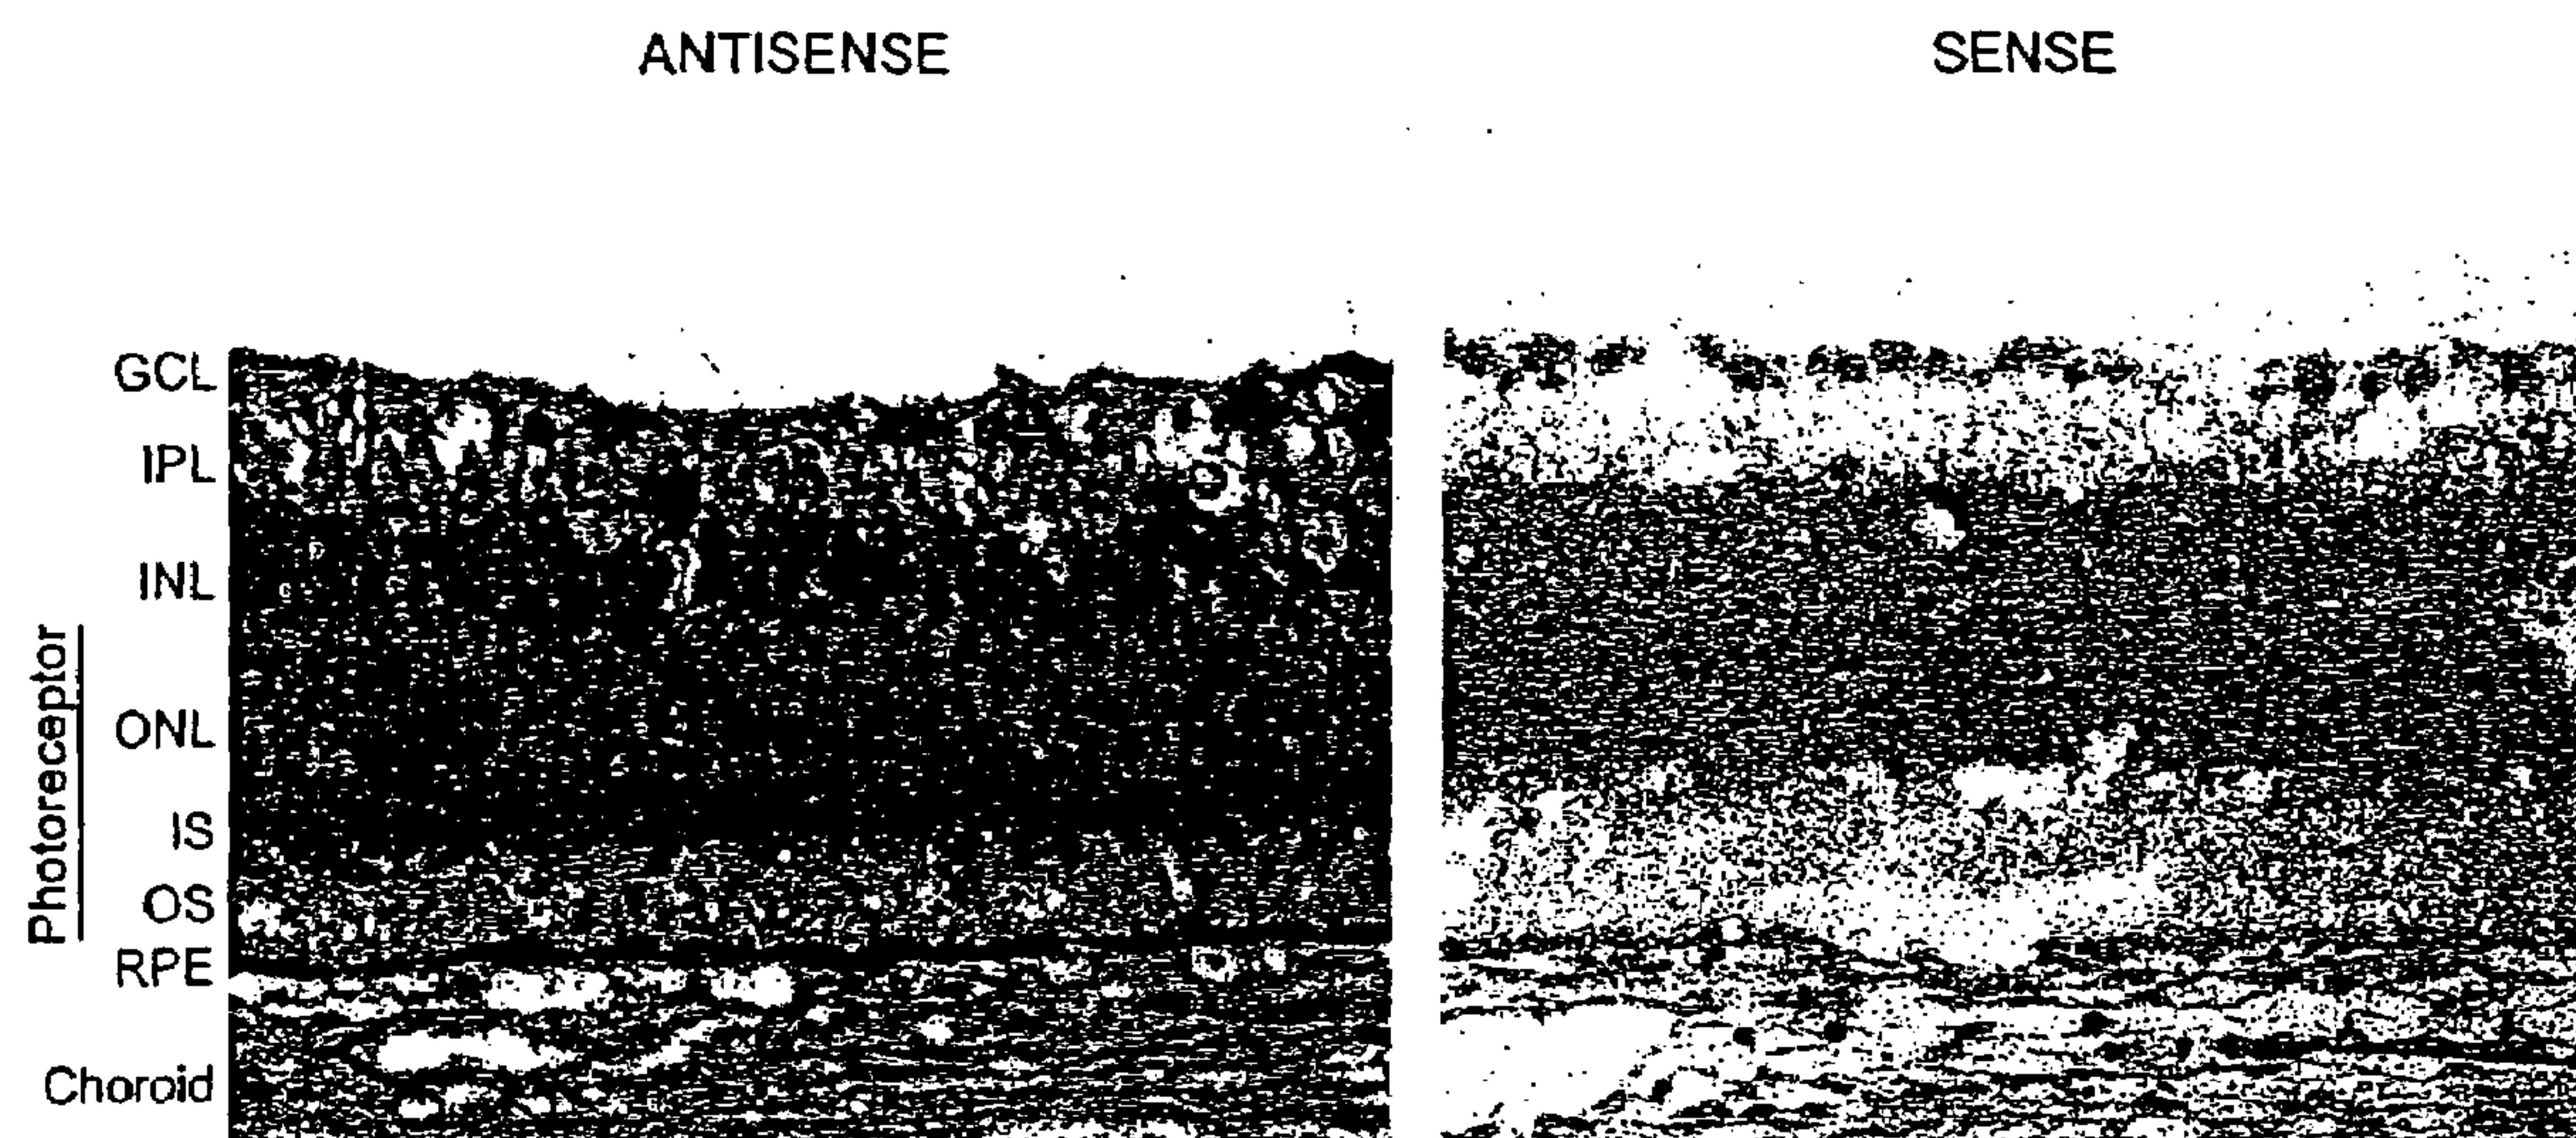 ANTISENSE
SENSE
GCL
IPL
INL
Photoreceptor
ONL
IS
OS
RPE
Choroid